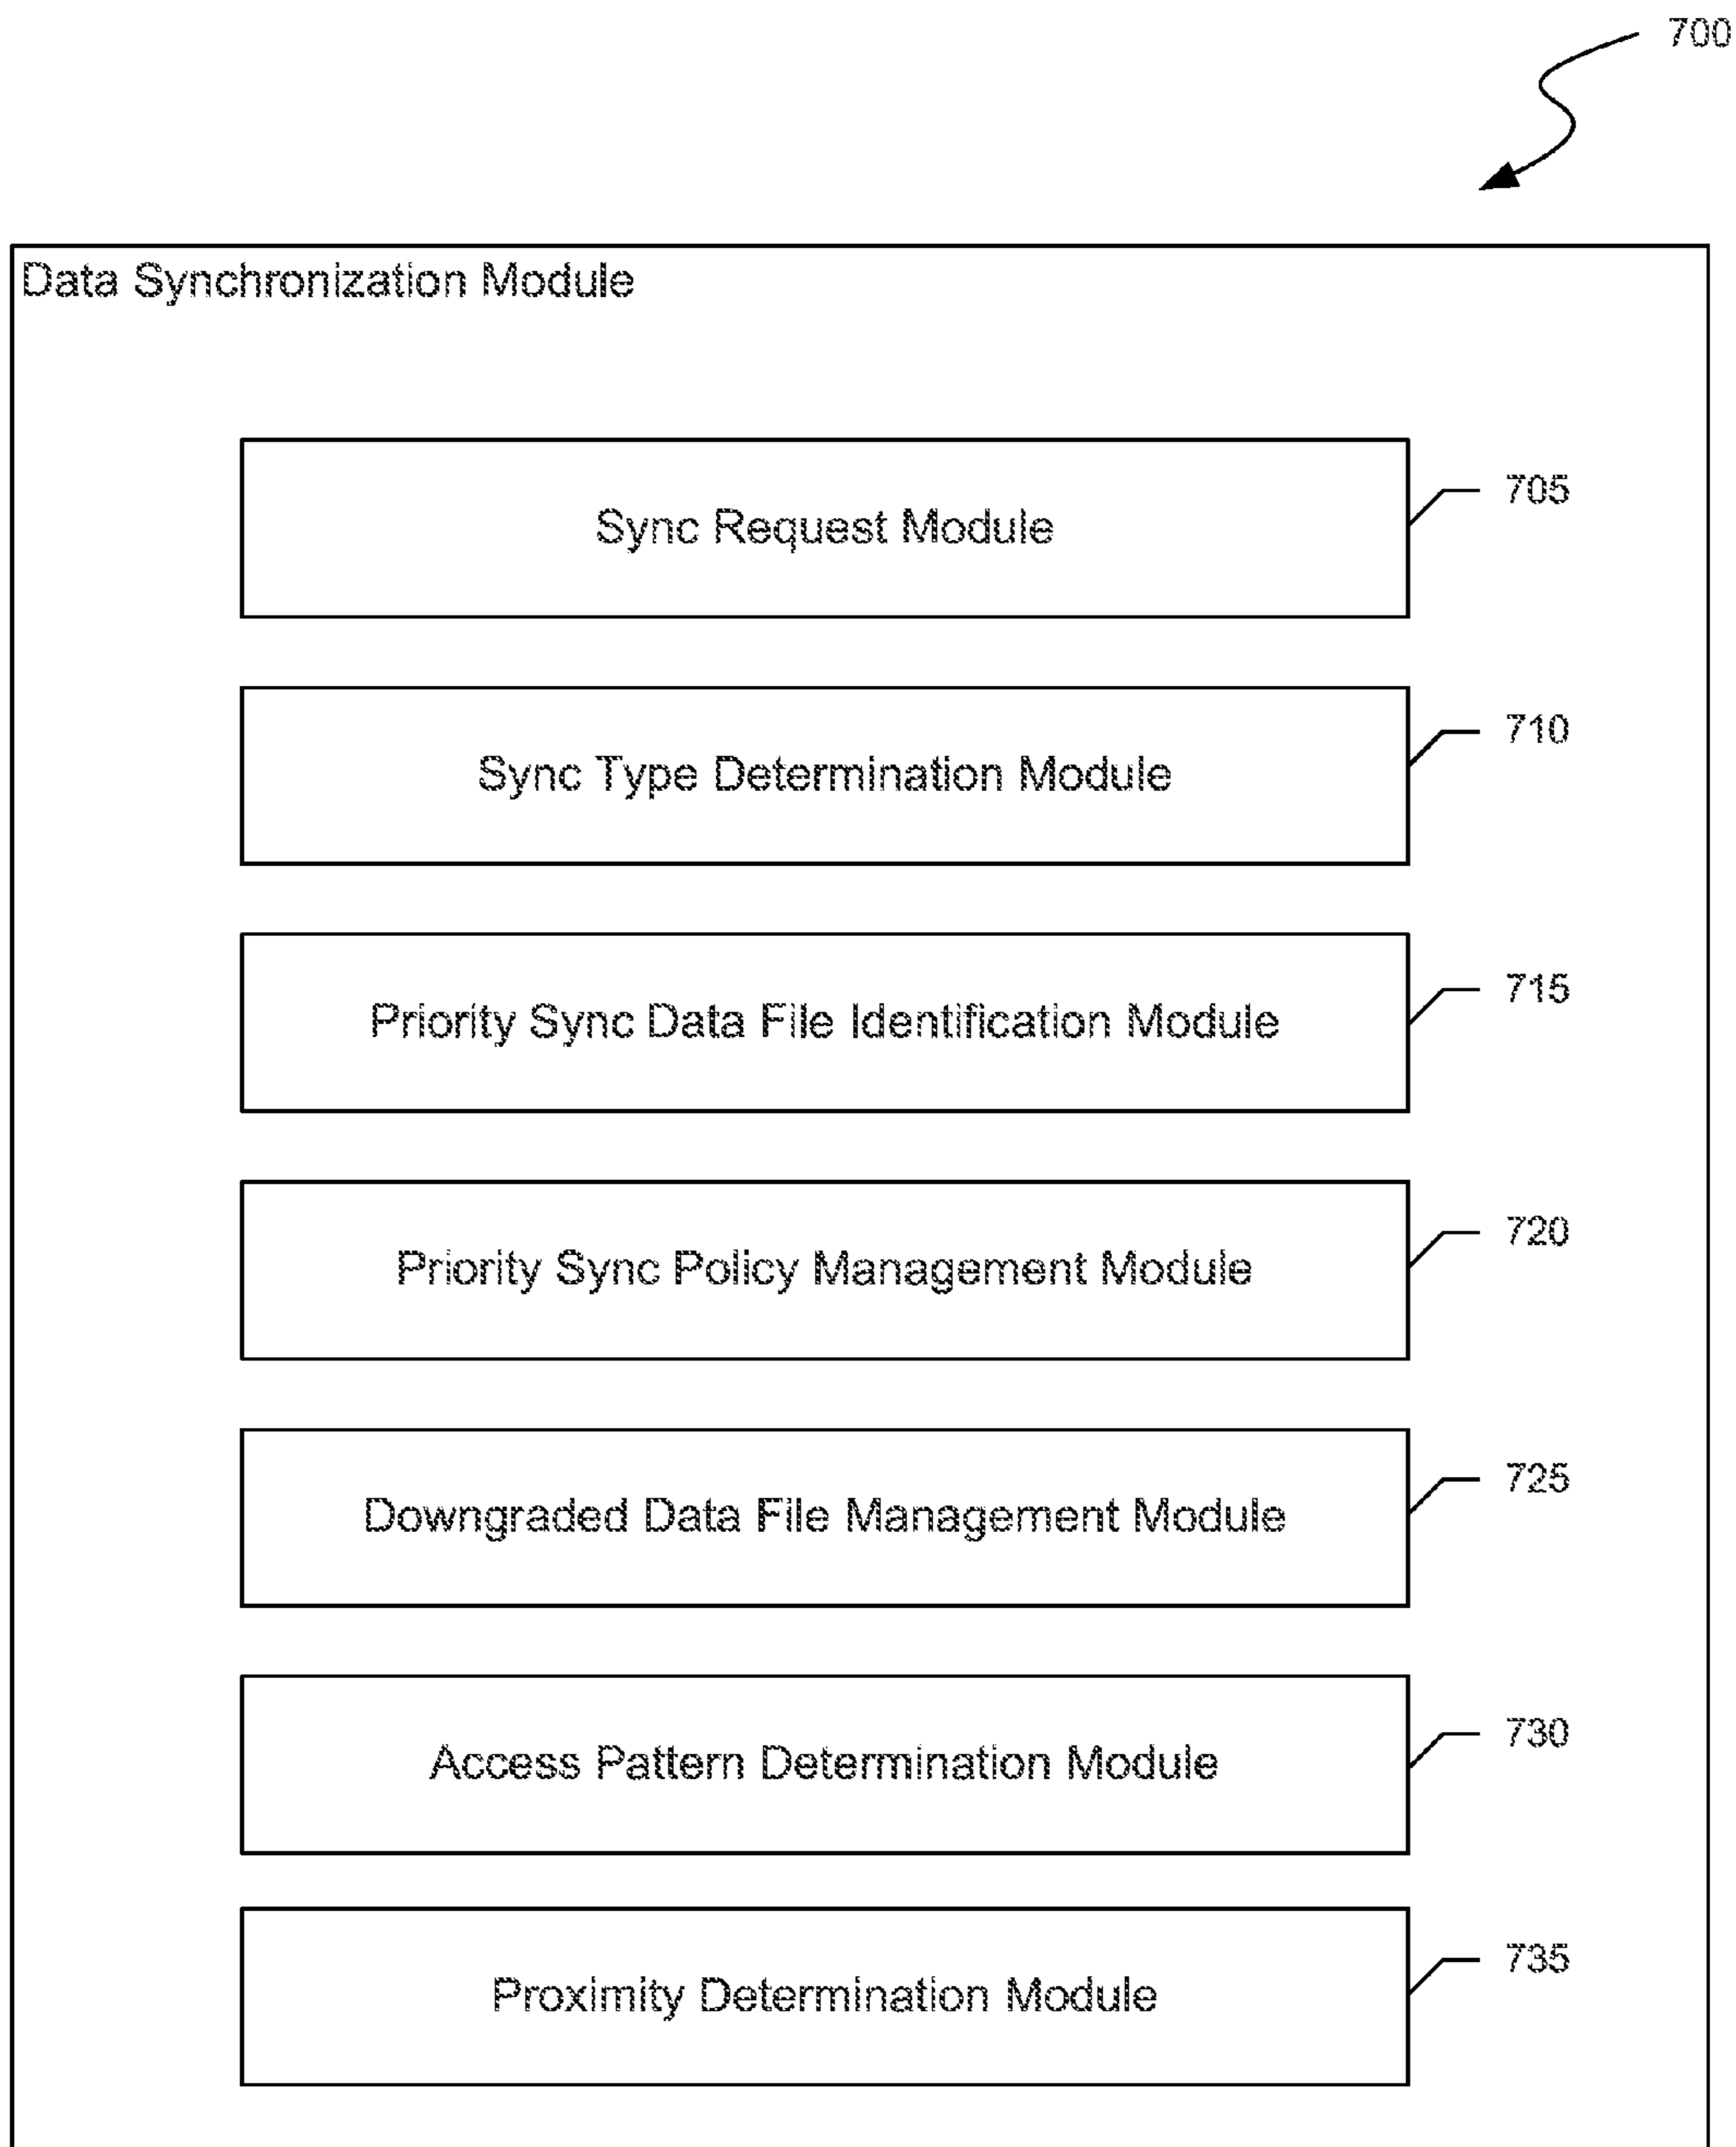 700
Data Synchronization Module
Sync Request Module
705
Sync Type Determination Module
710
Priority Sync Data File Identification Module
715
Priority Sync Policy Management Module
720
Downgraded Data File Management Module
725
Access Pattern Determination Module
730
Proximity Determination Module
735